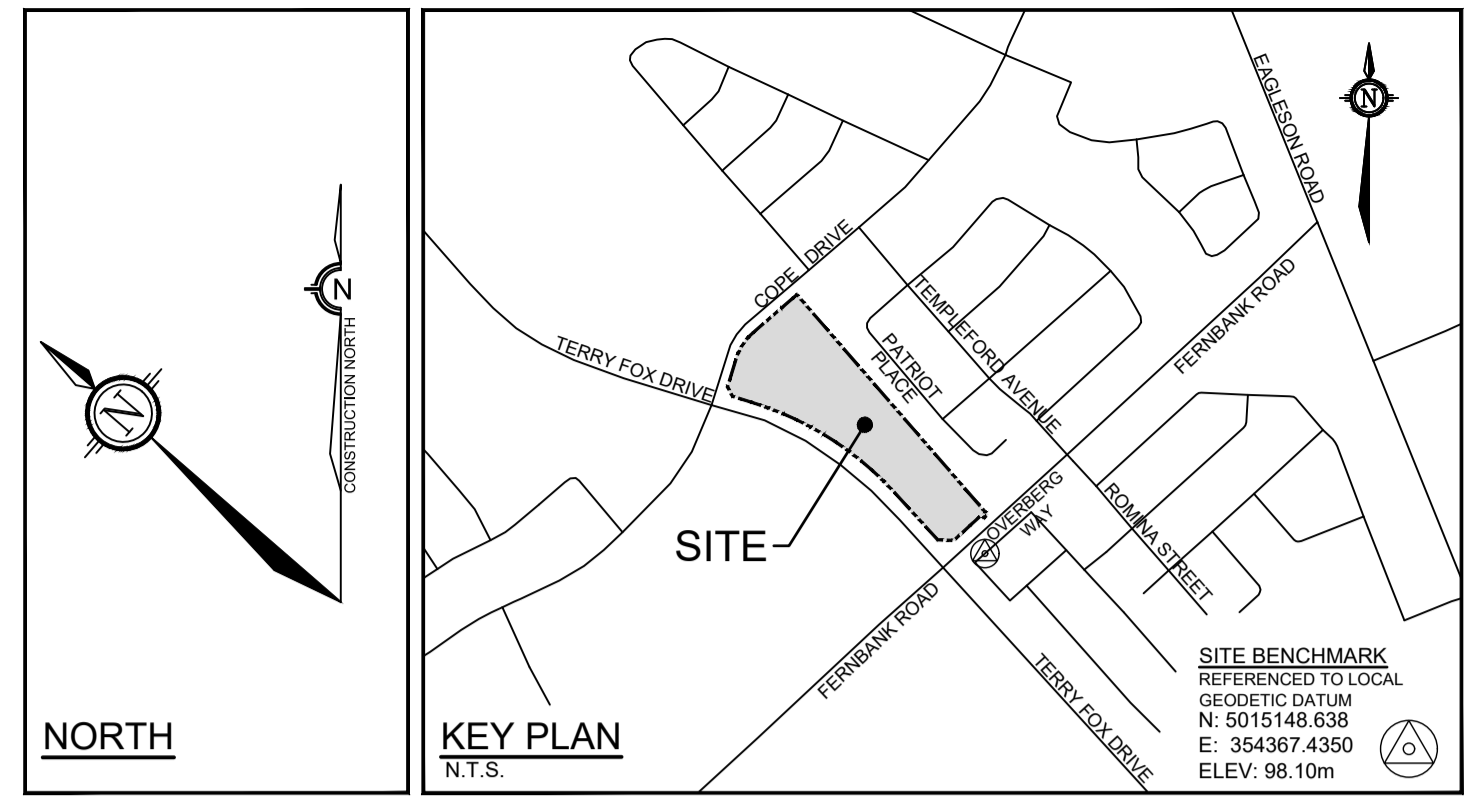 N
N
CONSTRUCTION NORTH
NORTH
N
EAGLESON ROAD
COPE DRIVE
TERRY FOX DRIVE
TEMPLEFORD AVENUE
PATRIOT
PLACE
FERNBANK ROAD
SITE
OVERBERG
WAY
ROMINA STREET
FERNBANK ROAD
TERRY FOX DRIVE
KEY PLAN
N.T.S.
SITE BENCHMARK
REFERENCED TO LOCAL
GEODETIC DATUM
N: 5015148.638
E: 354367.4350
ELEV: 98.10m